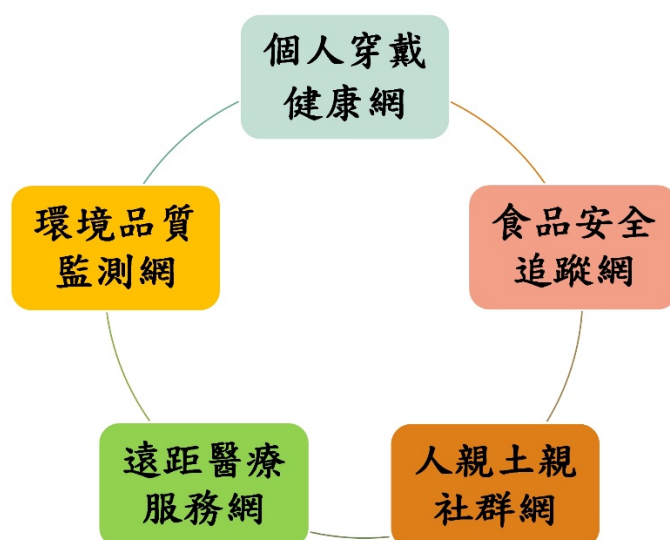 個人穿戴
健康網
食品安全
追蹤網
人親土親
社群網
遠距醫療
服務網
環境品質
監測網